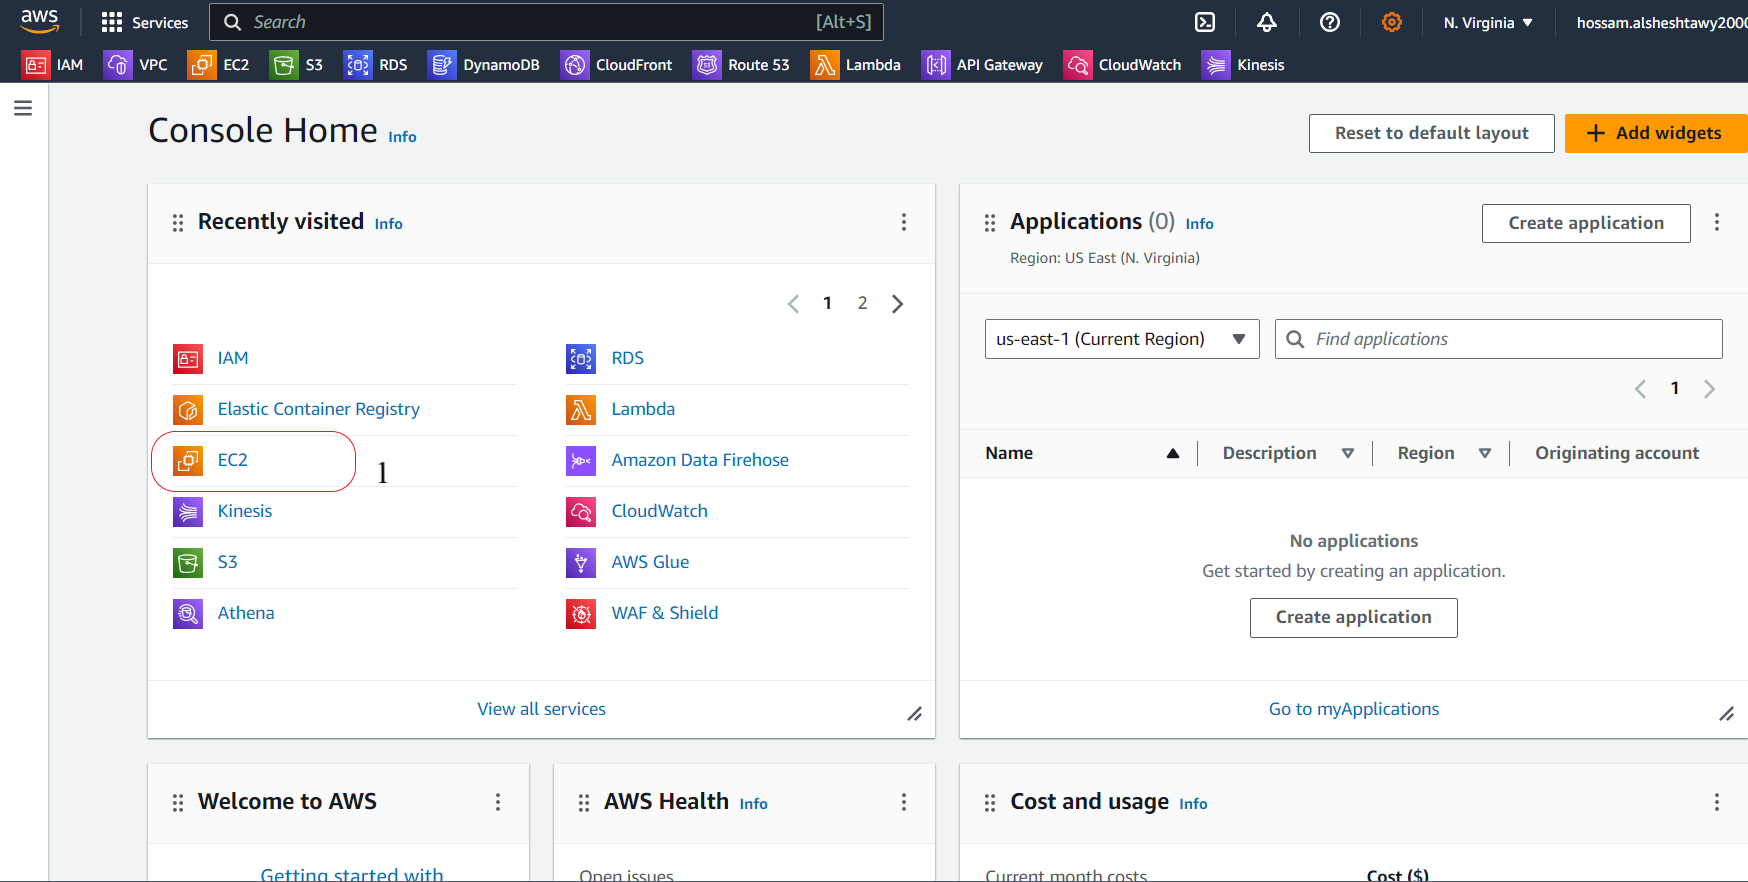 aws Services Search [Alt+S] N. Virginia ▼ hossam.alsheshtawy200
IAM VPC EC2 S3 RDS DynamoDB CloudFront Route 53 Lambda API Gateway CloudWatch Kinesis
Console Home Info
Reset to default layout
+ Add widgets
Recently visited Info
1 2
IAM
Elastic Container Registry
EC2
1
Kinesis
S3
Athena
RDS
Lambda
Amazon Data Firehose
CloudWatch
AWS Glue
WAF & Shield
View all services
Applications (0) Info
Region: US East (N. Virginia)
Create application
us-east-1 (Current Region)
Find applications
1
Name Description Region Originating account
No applications
Get started by creating an application.
Create application
Go to myApplications
Welcome to AWS
Getting started with
AWS Health Info
Open issues
Cost and usage Info
Current month costs
Cost ($)